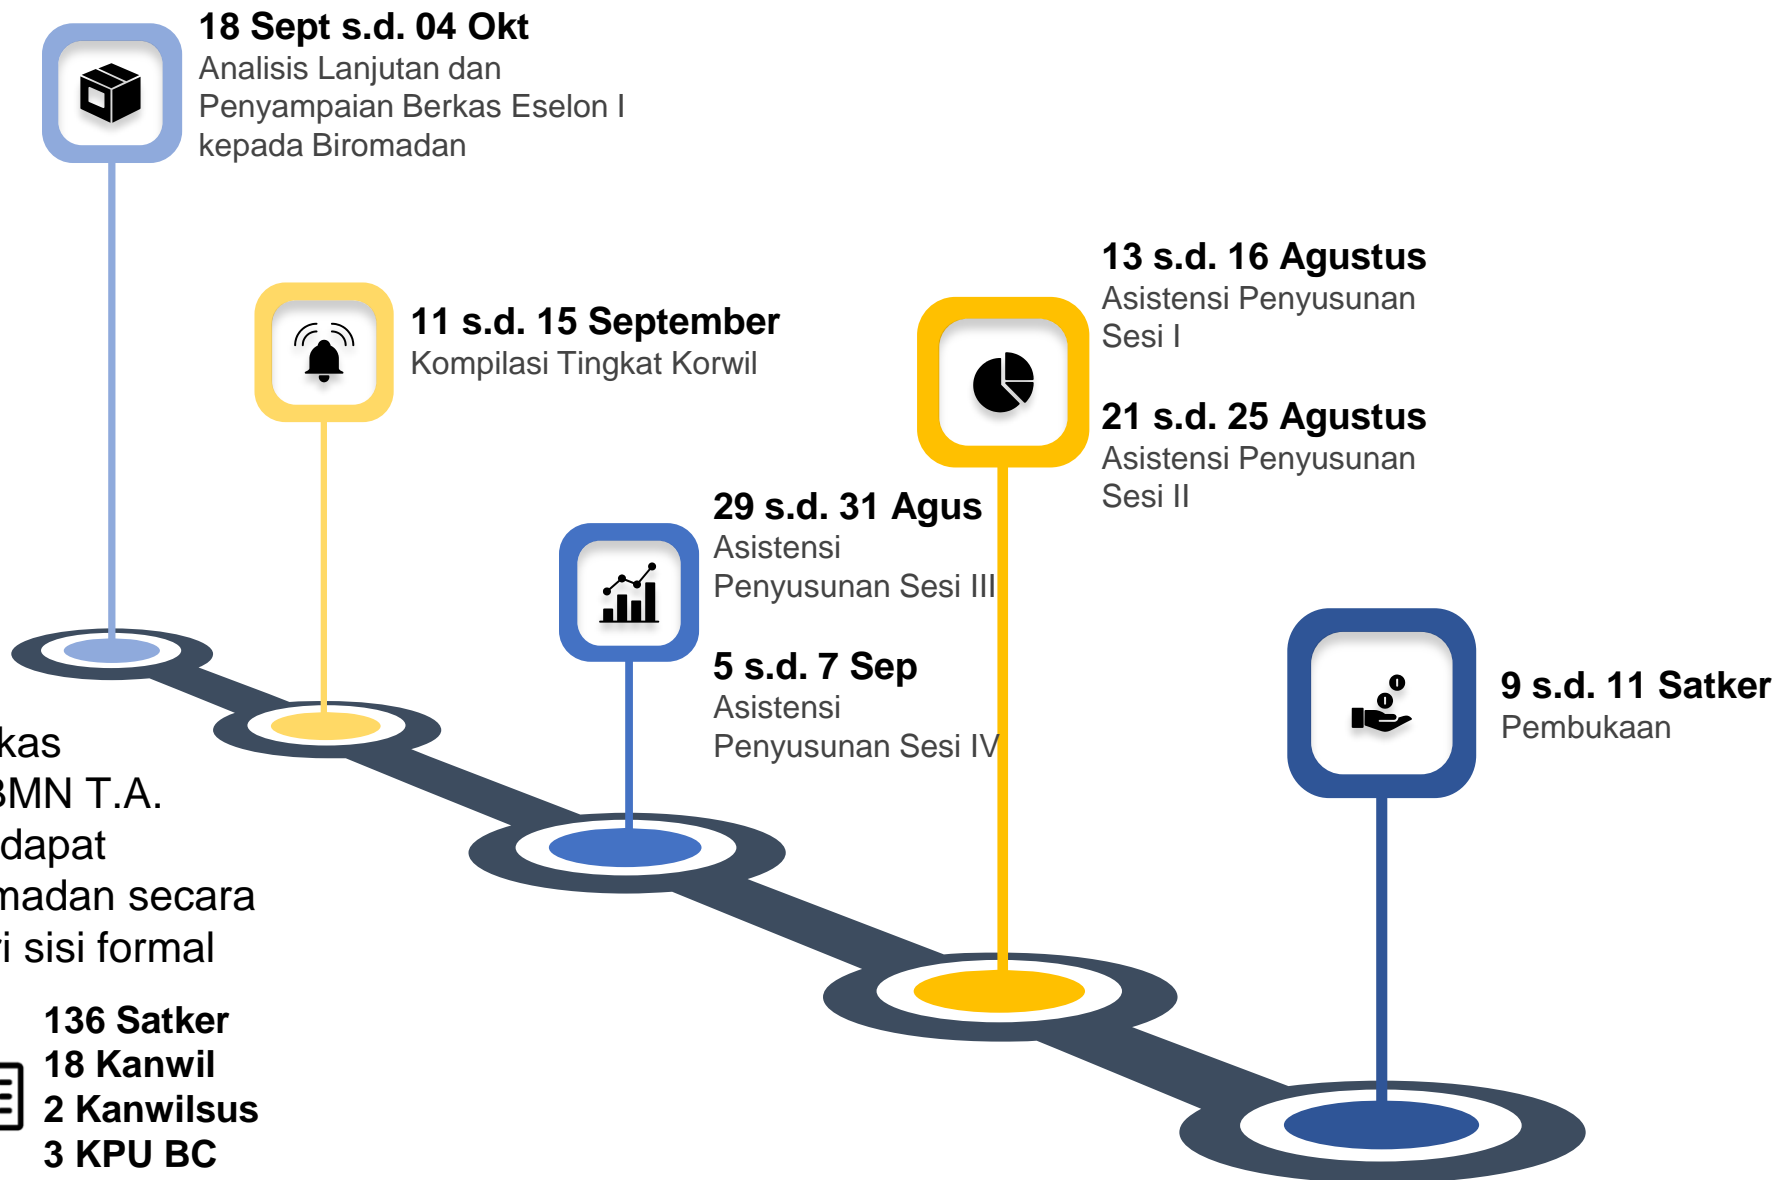 18 Sept s.d. 04 Okt
Analisis Lanjutan dan
Penyampaian Berkas Eselon I
kepada Biromadan
11 s.d. 15 September
Kompilasi Tingkat Korwil
13 s.d. 16 Agustus
Asistensi Penyusunan
Sesi I
21 s.d. 25 Agustus
Asistensi Penyusunan
Sesi II
29 s.d. 31 Agus
Asistensi
Penyusunan Sesi III
5 s.d. 7 Sep
Asistensi
Penyusunan Sesi IV
9 s.d. 11 Satker
Pembukaan
kas
BMN T.A.
dapat
madan secara
ri sisi formal
136 Satker
18 Kanwil
2 Kanwilsus
3 KPU BC